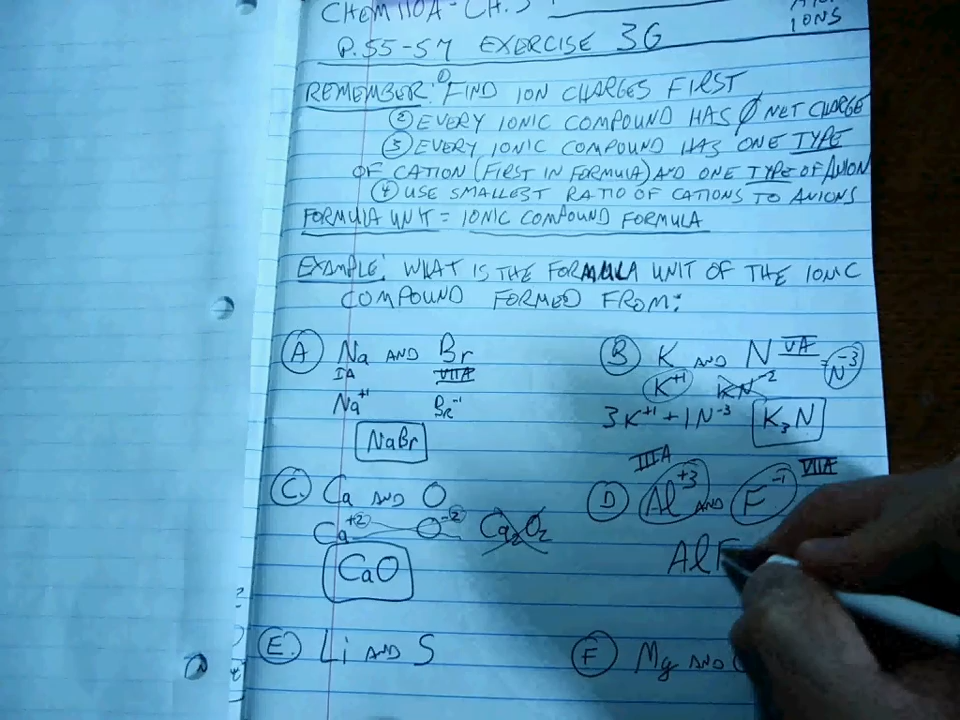 CHEM 110A - CH. 3
IONS
P. 55-57 EXERCISE 3G
REMEMBER: ① FIND ION CHARGES FIRST
② EVERY IONIC COMPOUND HAS Ø NET CHARGE
③ EVERY IONIC COMPOUND HAS ONE TYPE
OF CATION (FIRST IN FORMULA) AND ONE TYPE OF ANION
④ USE SMALLEST RATIO OF CATIONS TO ANIONS
FORMULA UNIT = IONIC COMPOUND FORMULA
EXAMPLE: WHAT IS THE FORMULA UNIT OF THE IONIC
COMPOUND FORMED FROM:
Ⓐ Na AND Br
IA VIIA
Na+1 Br-1
NaBr
Ⓑ K AND N VA = N-3
K+1 KN-2
3K+1 + 1N-3 K3N
Ⓒ. Ca AND O
Ca+2 O-2 Ca2O2
CaO
IIIA VIIA
Ⓓ Al+3 AND F-1
AlF
Ⓔ. Li AND S
Ⓕ Mg AND